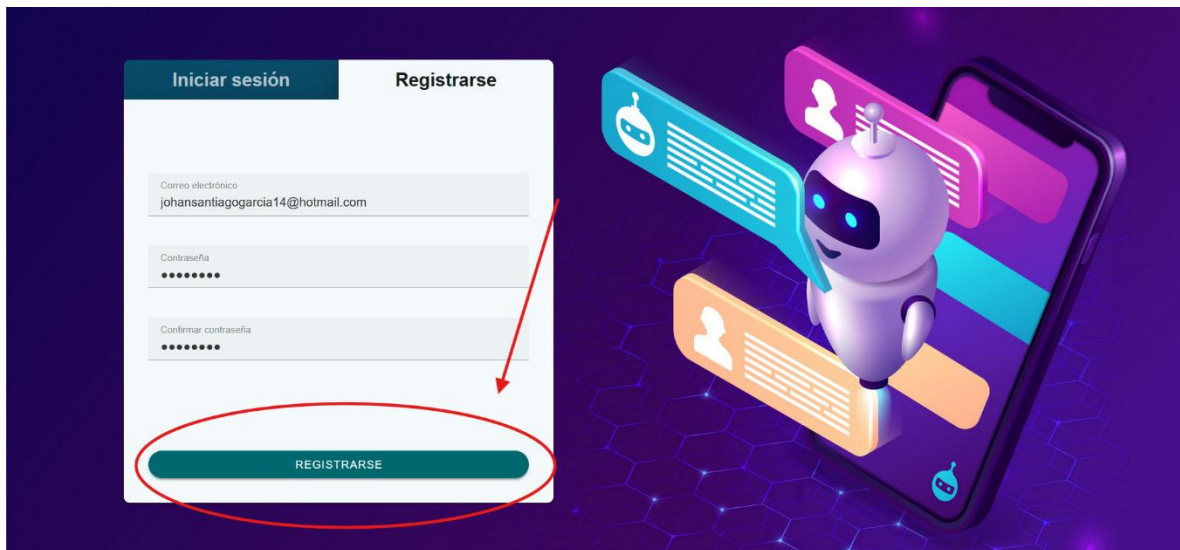 Iniciar sesión
Registrarse
Correo electrónico
johansantiagogarcia14@hotmail.com
Contraseña
••••••••
Confirmar contraseña
••••••••
REGISTRARSE